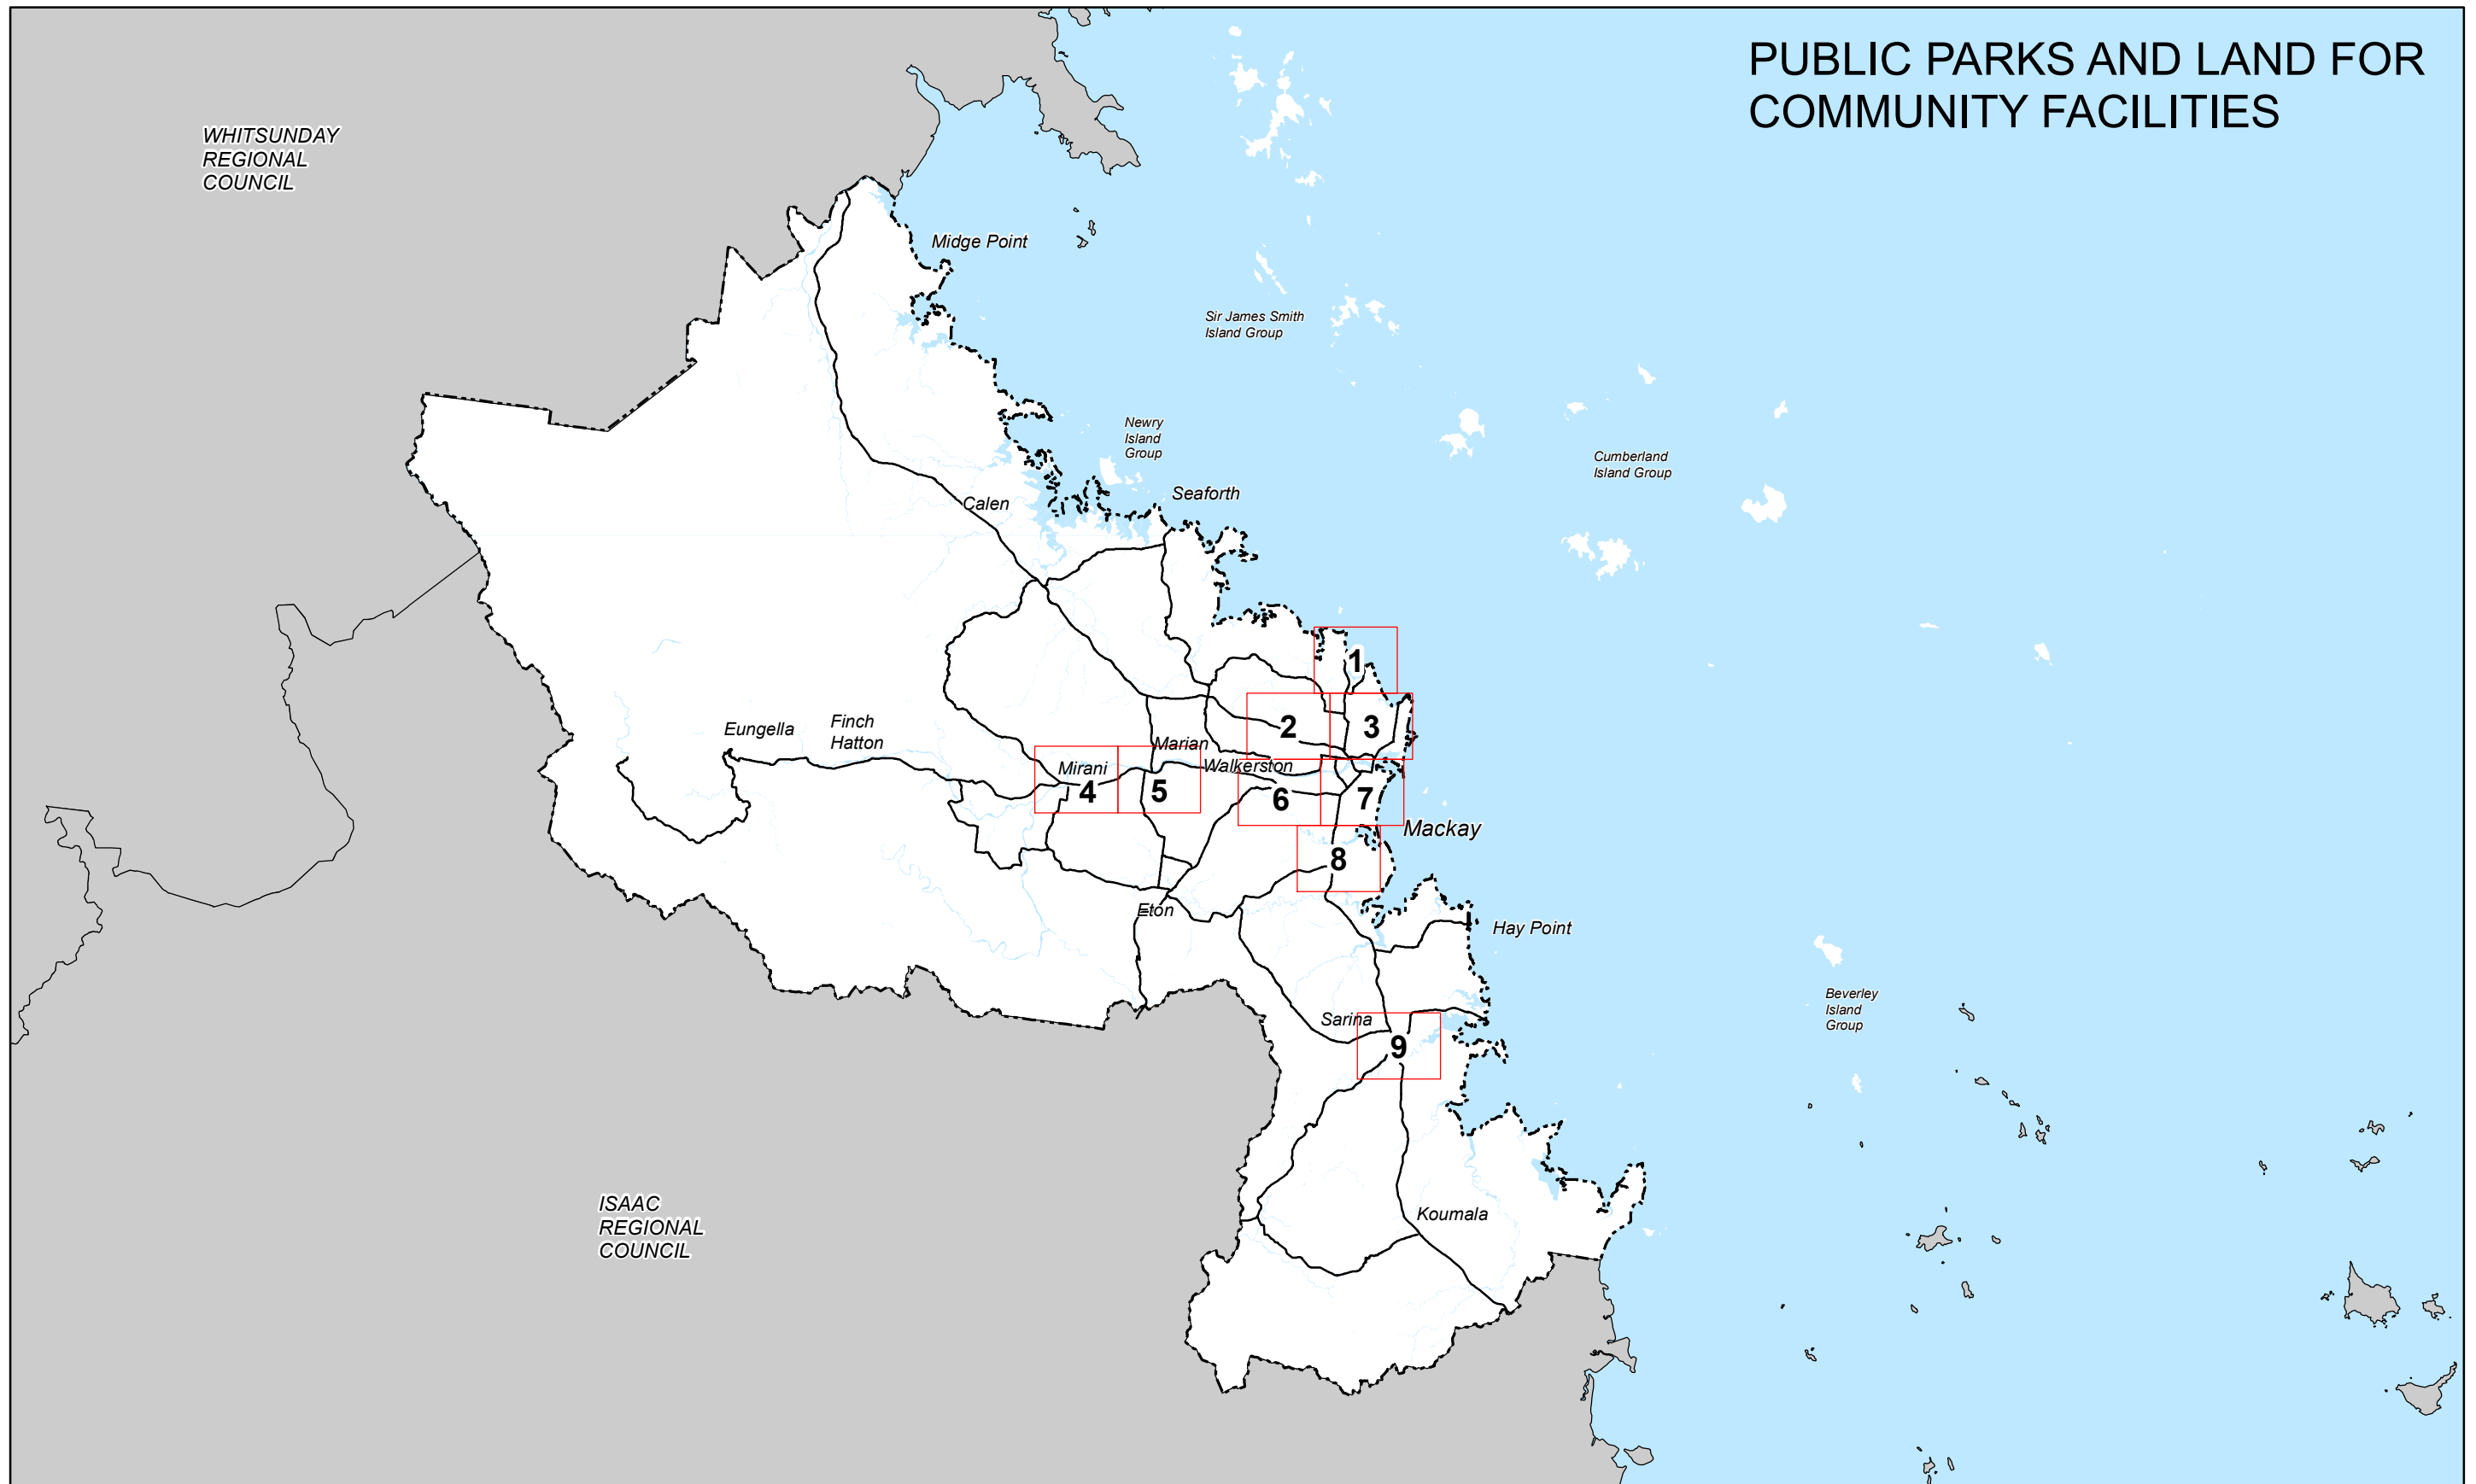 PUBLIC PARKS AND LAND FOR
COMMUNITY FACILITIES
WHITSUNDAY
REGIONAL
COUNCIL
Midge Point
Sir James Smith
Island Group
Newry
Island
Group
Cumberland
Island Group
Seaforth
Calen
1
2
3
Eungella
Finch
Hatton
Marian
Mirani
Walkerston
4
5
6
7
Mackay
8
Eton
Hay Point
Beverley
Island
Group
Sarina
9
ISAAC
REGIONAL
COUNCIL
Koumala